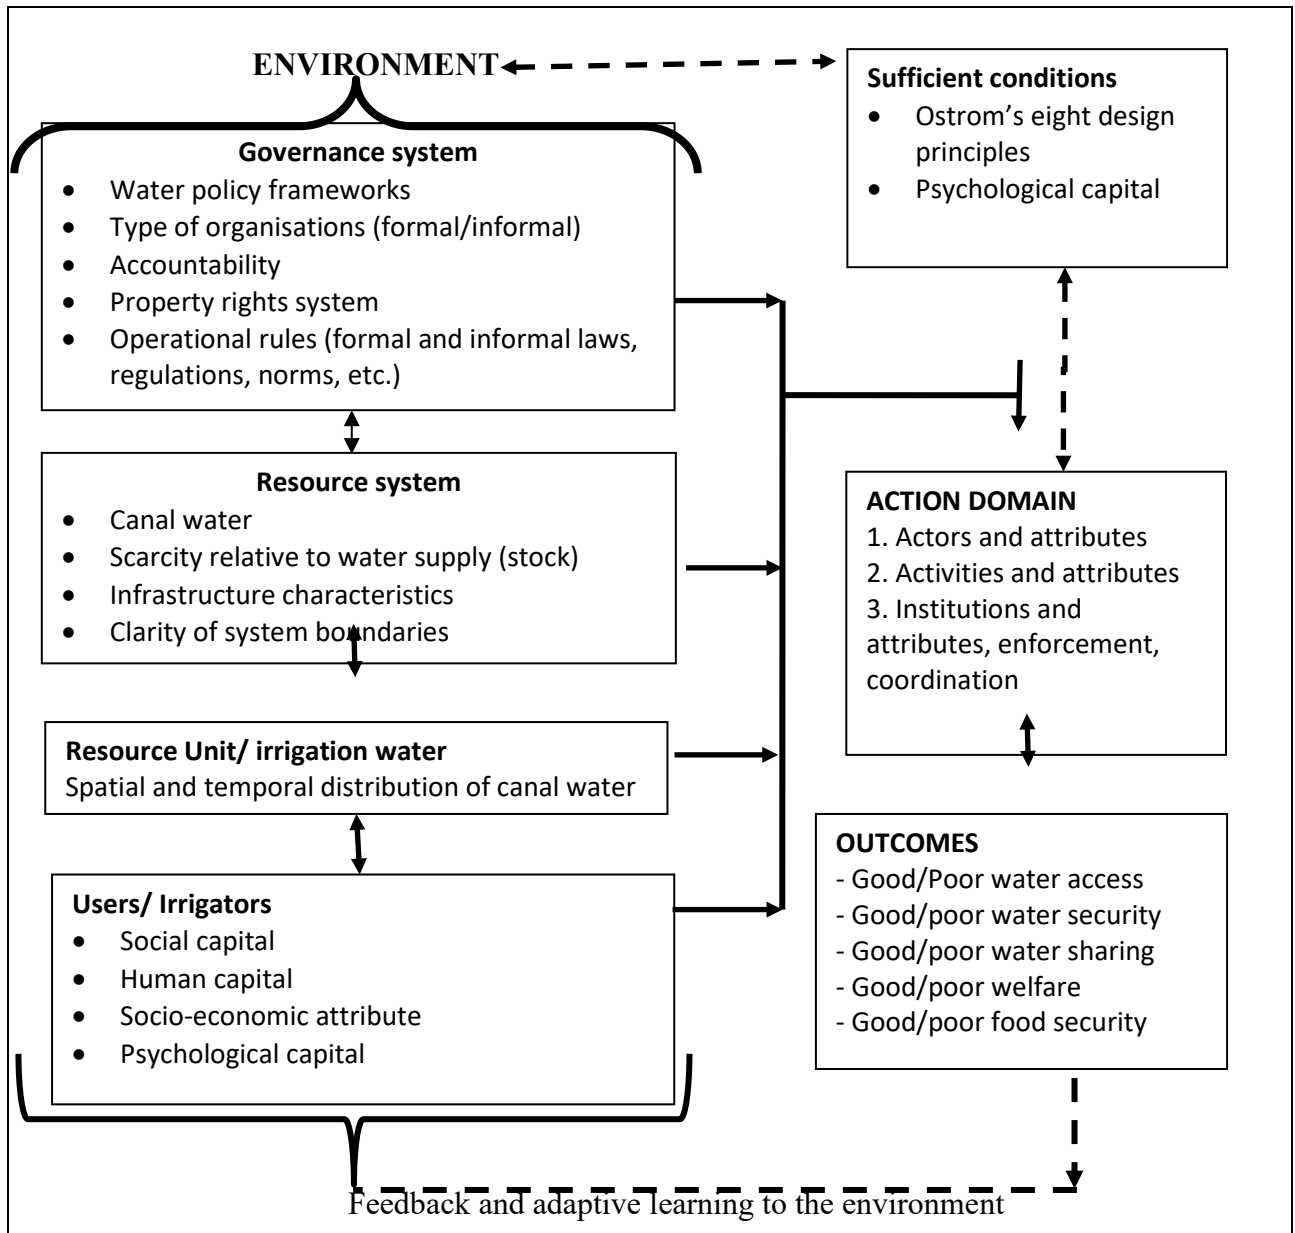 ENVIRONMENT
Governance system
• Water policy frameworks
• Type of organisations (formal/informal)
• Accountability
• Property rights system
• Operational rules (formal and informal laws,
regulations, norms, etc.)
Resource system
• Canal water
• Scarcity relative to water supply (stock)
• Infrastructure characteristics
• Clarity of system boundaries
Resource Unit/ irrigation water
Spatial and temporal distribution of canal water
Users/ Irrigators
• Social capital
• Human capital
• Socio-economic attribute
• Psychological capital
Sufficient conditions
• Ostrom’s eight design
principles
• Psychological capital
ACTION DOMAIN
1. Actors and attributes
2. Activities and attributes
3. Institutions and
attributes, enforcement,
coordination
OUTCOMES
- Good/Poor water access
- Good/poor water security
- Good/poor water sharing
- Good/poor welfare
- Good/poor food security
Feedback and adaptive learning to the environment